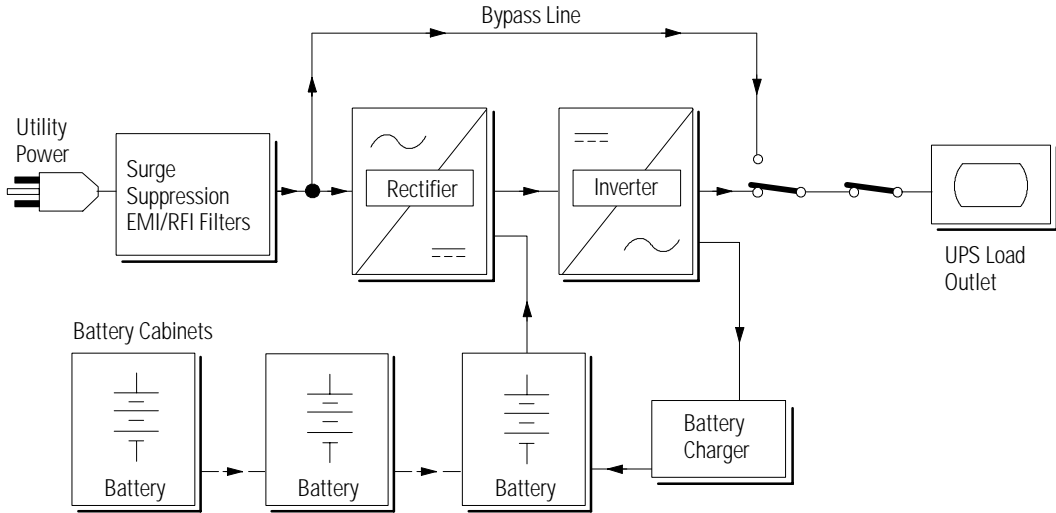 Bypass Line
Utility
Power
Surge
Suppression
EMI/RFI Filters
Rectifier
Inverter
UPS Load
Outlet
Battery Cabinets
Battery
Battery
Battery
Battery
Charger